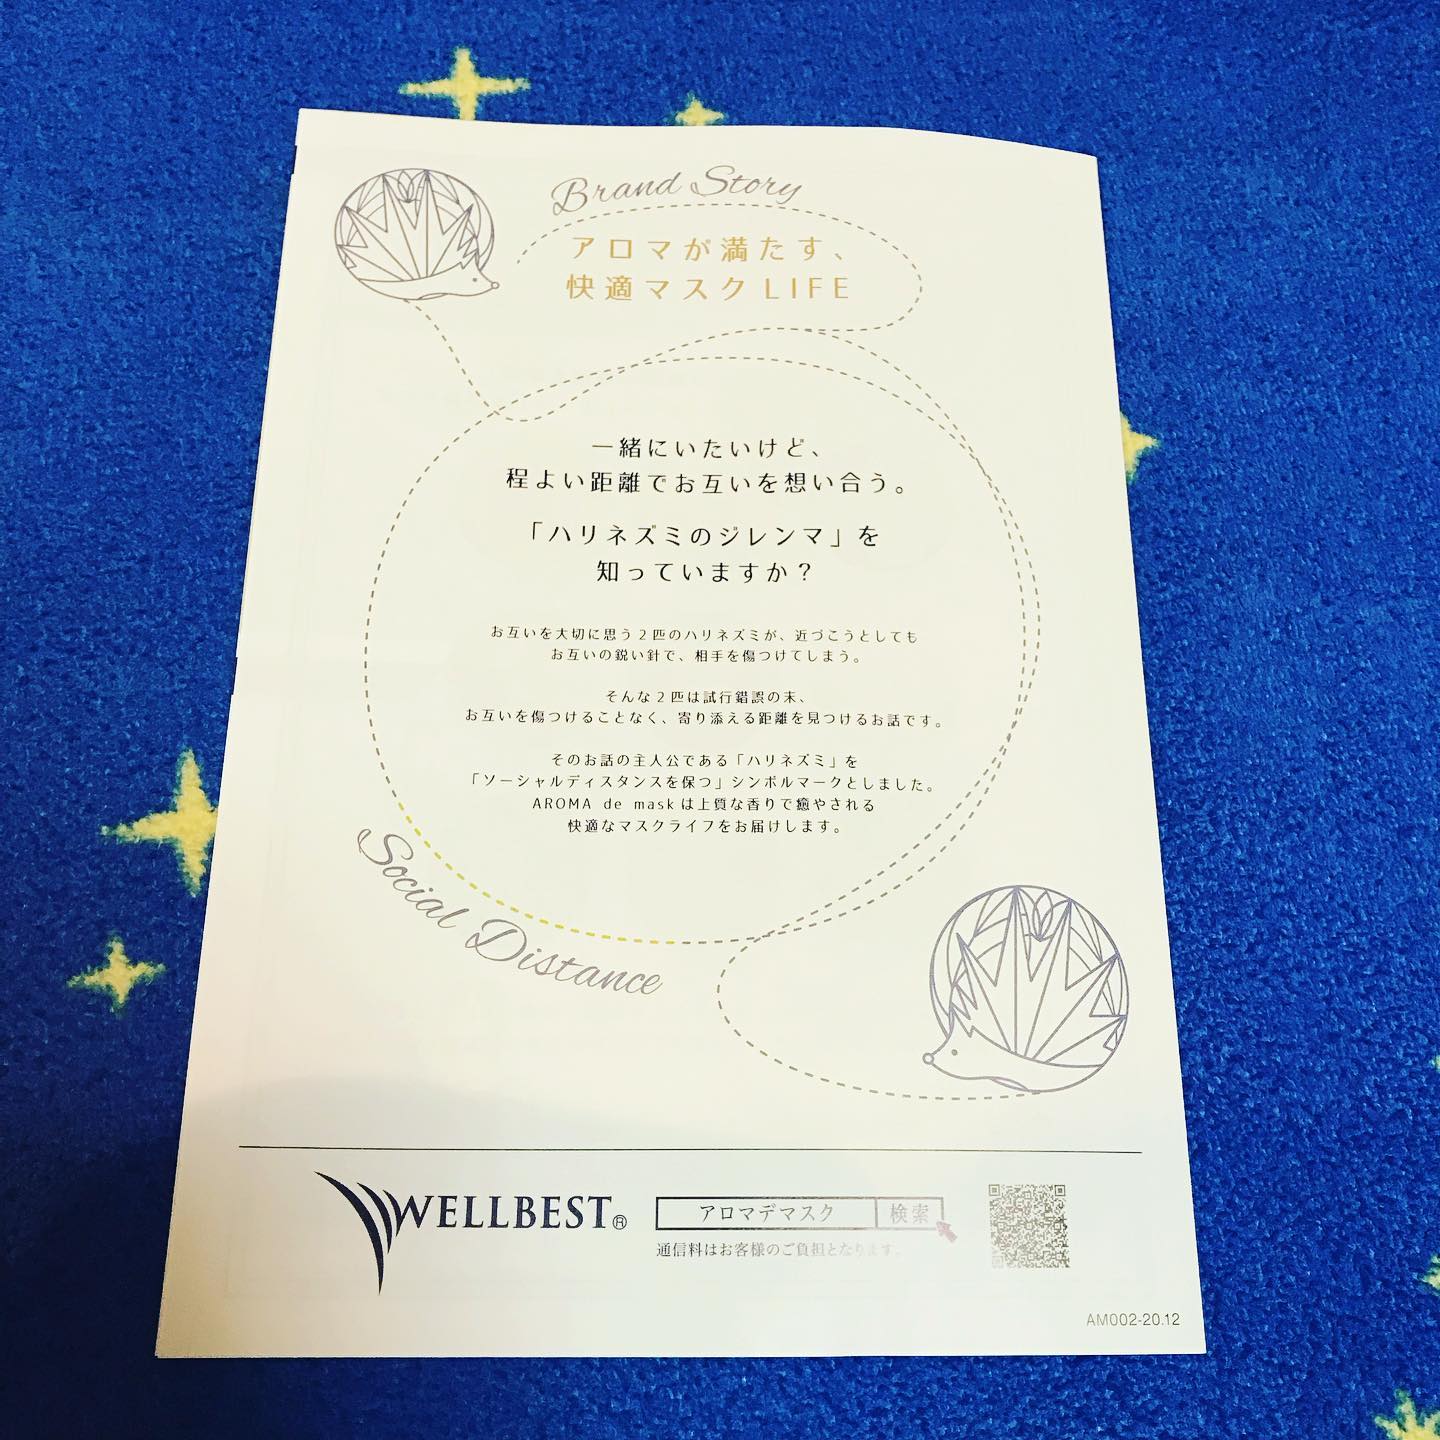 Brand Story
アロマが満たす、
快適マスクLIFE
一緒にいたいけど、
程よい距離でお互いを想い合う。
「ハリネズミのジレンマ」を
知っていますか？
お互いを大切に思う2匹のハリネズミが、近づこうとしても
お互いの鋭い針で、相手を傷つけてしまう。
そんな2匹は試行錯誤の末、
お互いを傷つけることなく、寄り添える距離を見つけるお話です。
そのお話の主人公である「ハリネズミ」を
「ソーシャルディスタンスを保つ」シンボルマークとしました。
AROMA de maskは上質な香りで癒やされる
快適なマスクライフをお届けします。
Social Distance
WELLBEST®
アロマデマスク 検索
通信料はお客様のご負担となります。
AM002-20.12